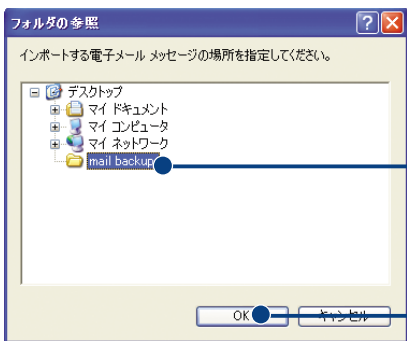 フォルダの参照
インポートする電子メール メッセージの場所を指定してください。
デスクトップ
マイ ドキュメント
マイ コンピュータ
マイ ネットワーク
mail backup
OK
キャンセル